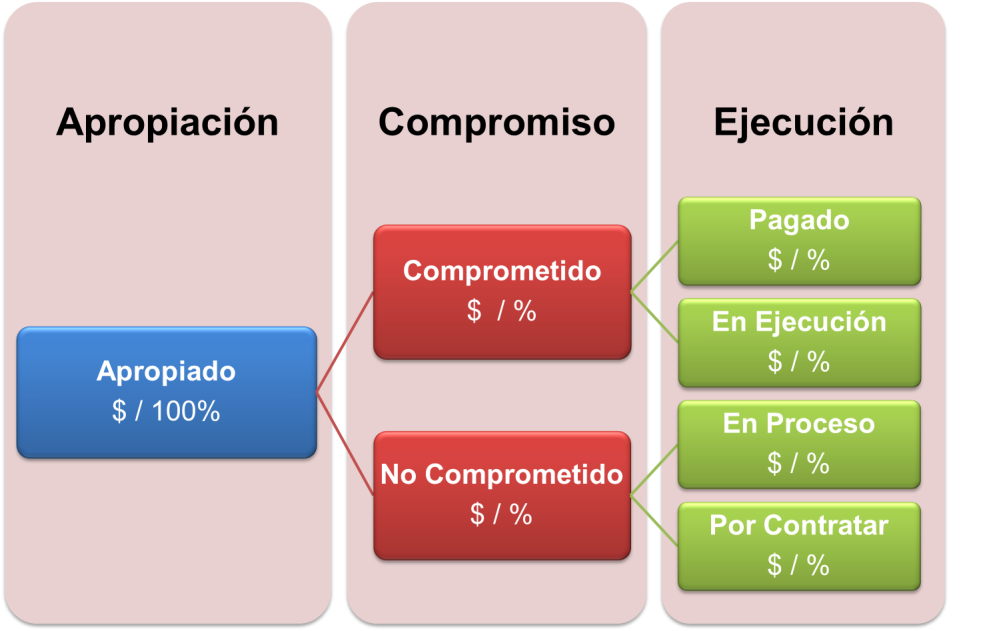 Apropiación
Compromiso
Ejecución
Apropiado
$ / 100%
Comprometido
$  / %
No Comprometido
$ / %
Pagado
$ / %
En Ejecución
$ / %
En Proceso
$ / %
Por Contratar
$ / %